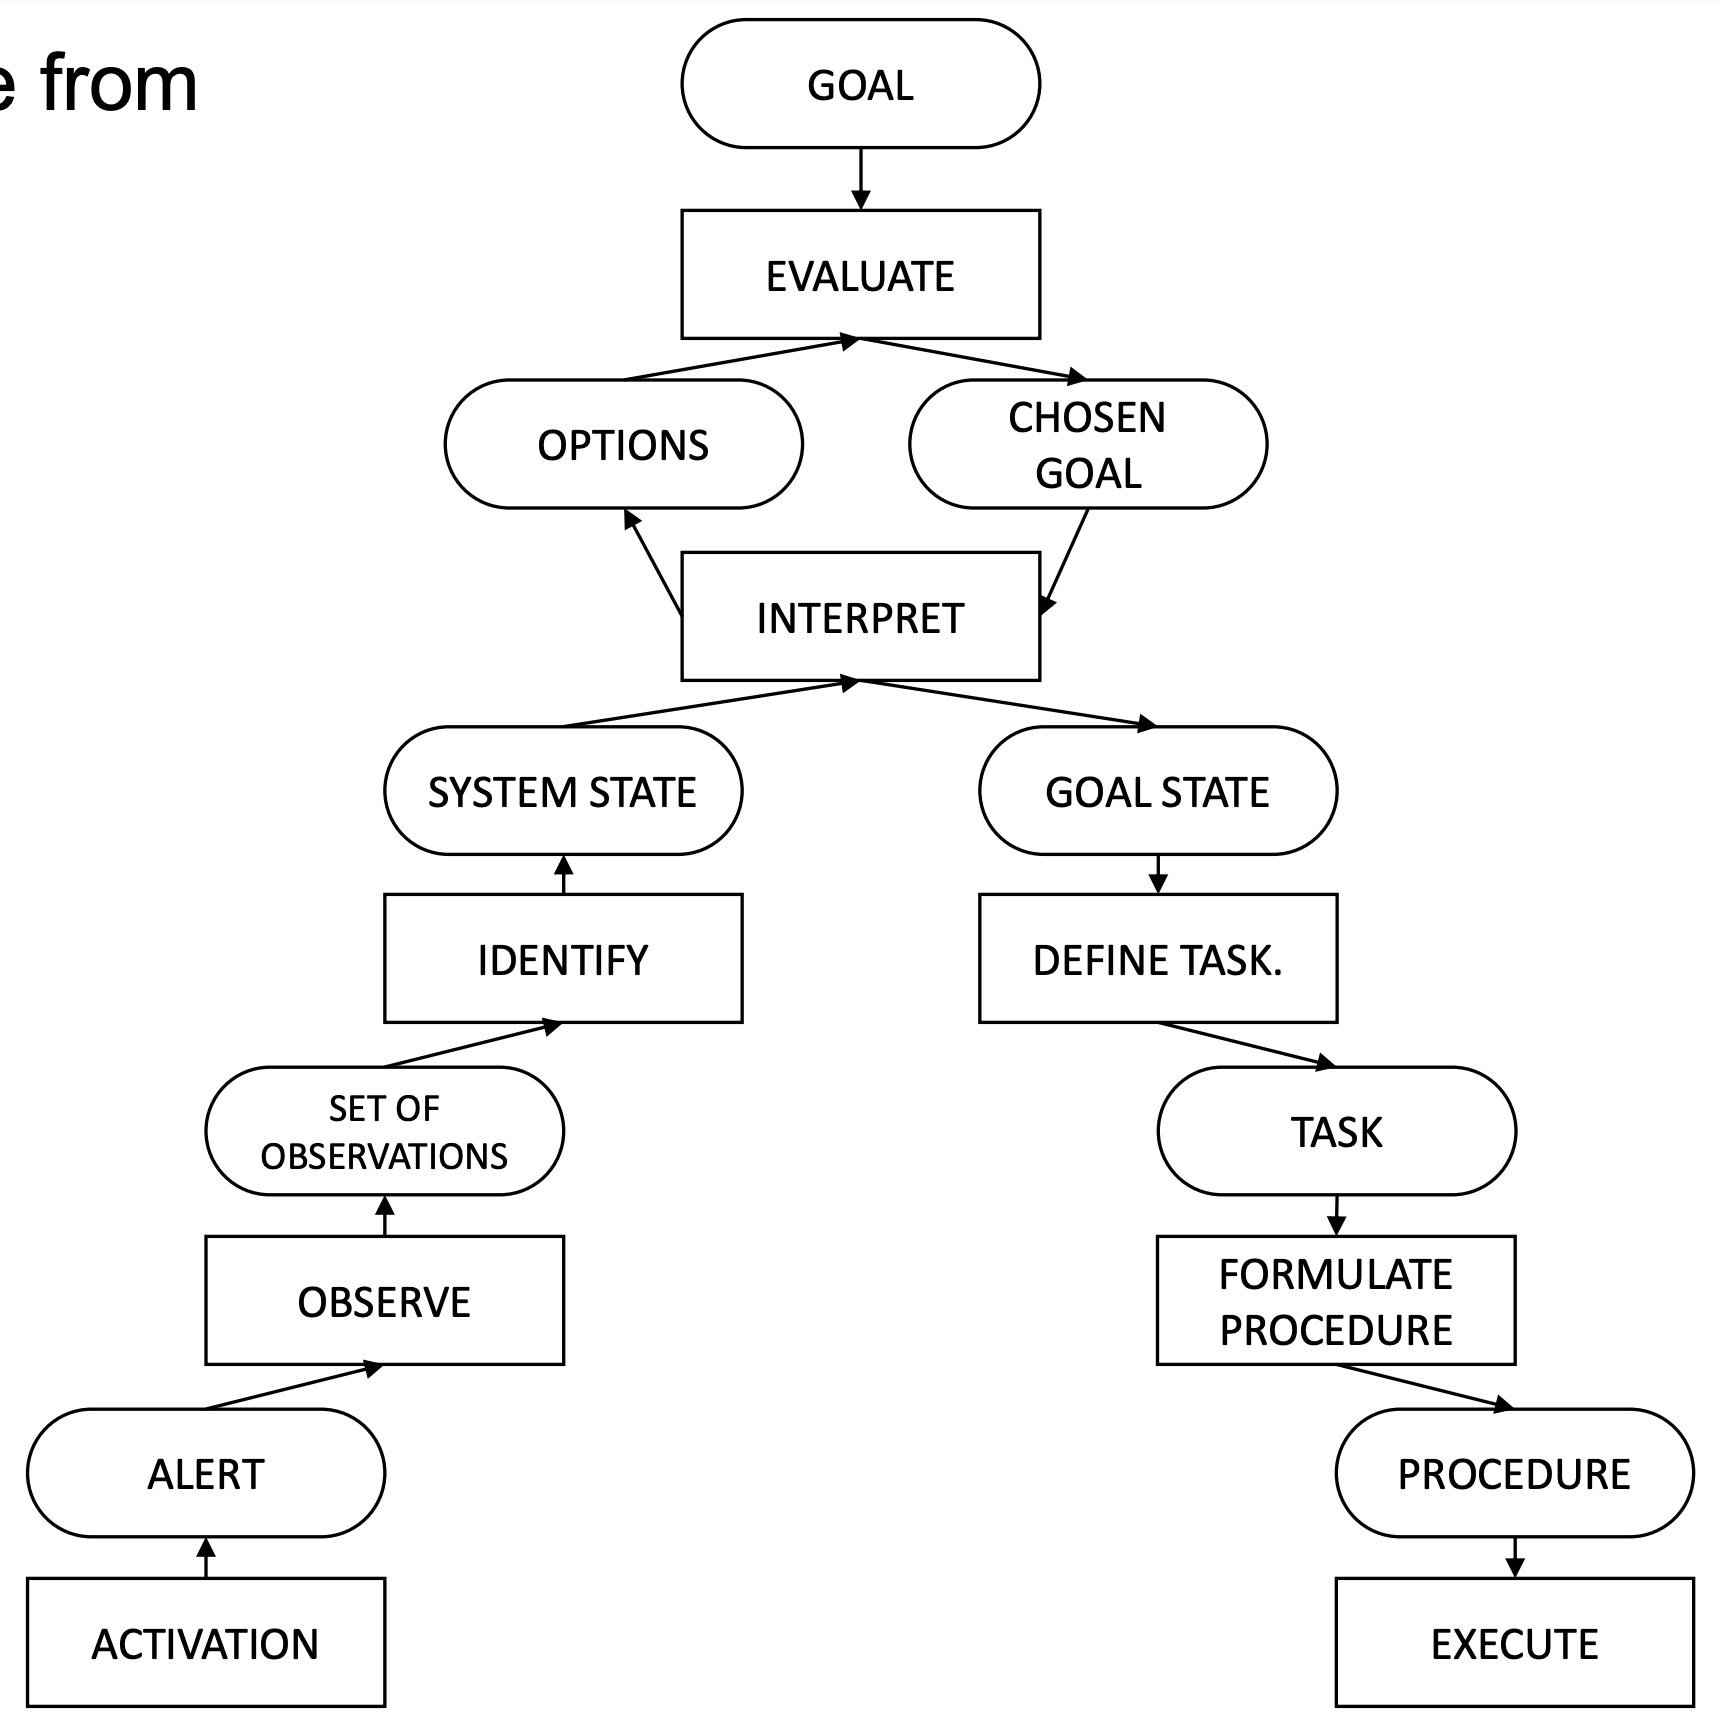 e from
GOAL
EVALUATE
OPTIONS
CHOSEN
GOAL
INTERPRET
SYSTEM STATE
GOAL STATE
IDENTIFY
DEFINE TASK.
SET OF
OBSERVATIONS
TASK
OBSERVE
FORMULATE
PROCEDURE
ALERT
PROCEDURE
ACTIVATION
EXECUTE